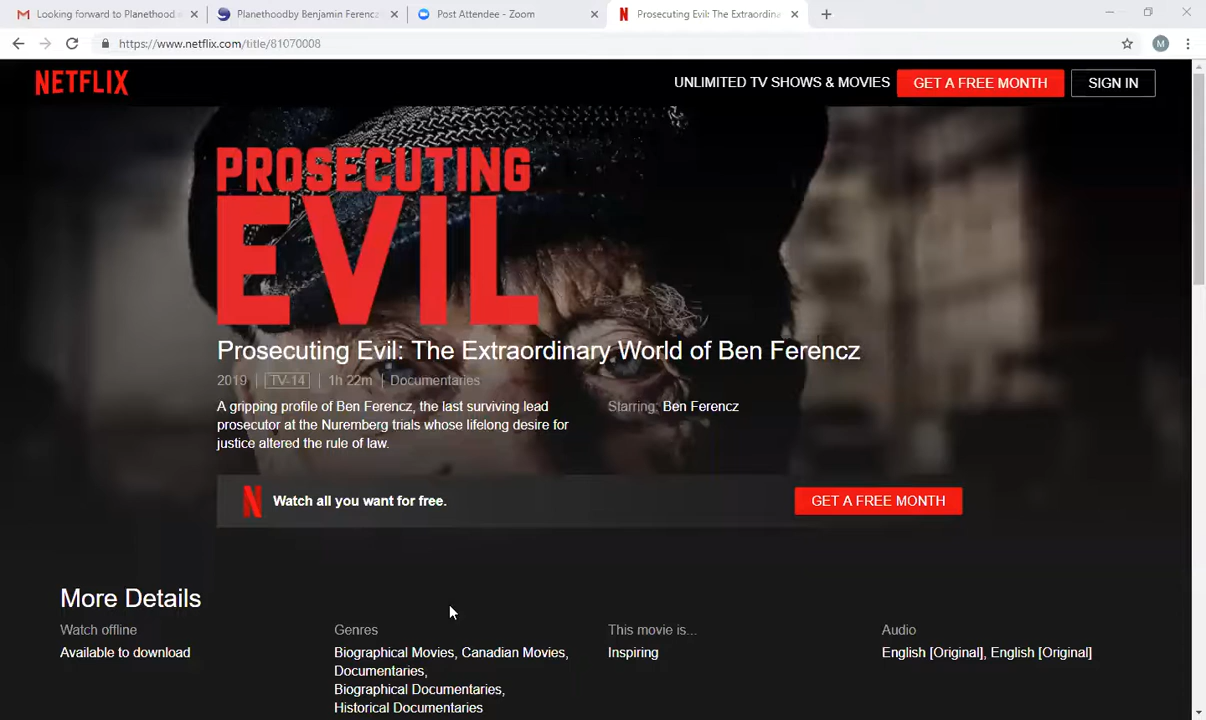 Looking forward to Planethood
Planethoodby Benjamin Ferencz
Post Attendee - Zoom
Prosecuting Evil: The Extraordina
https://www.netflix.com/title/81070008
M
NETFLIX
UNLIMITED TV SHOWS & MOVIES
GET A FREE MONTH
SIGN IN
PROSECUTING
EVIL
Prosecuting Evil: The Extraordinary World of Ben Ferencz
2019 | TV-14 | 1h 22m | Documentaries
A gripping profile of Ben Ferencz, the last surviving lead
prosecutor at the Nuremberg trials whose lifelong desire for
justice altered the rule of law.
Starring: Ben Ferencz
N
Watch all you want for free.
GET A FREE MONTH
More Details
Watch offline
Available to download
Genres
Biographical Movies, Canadian Movies,
Documentaries,
Biographical Documentaries,
Historical Documentaries
This movie is...
Inspiring
Audio
English [Original], English [Original]